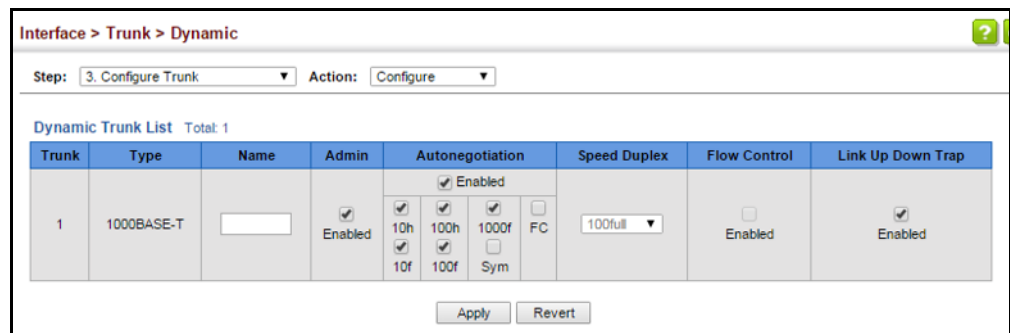 Interface > Trunk > Dynamic
?
Step: 3. Configure Trunk Action: Configure
Dynamic Trunk List Total: 1
Trunk Type Name Admin Autonegotiation Speed Duplex Flow Control Link Up Down Trap
Enabled
1 1000BASE-T Enabled 10h 100h 1000f FC 100full Enabled Enabled
10f 100f Sym
Apply Revert